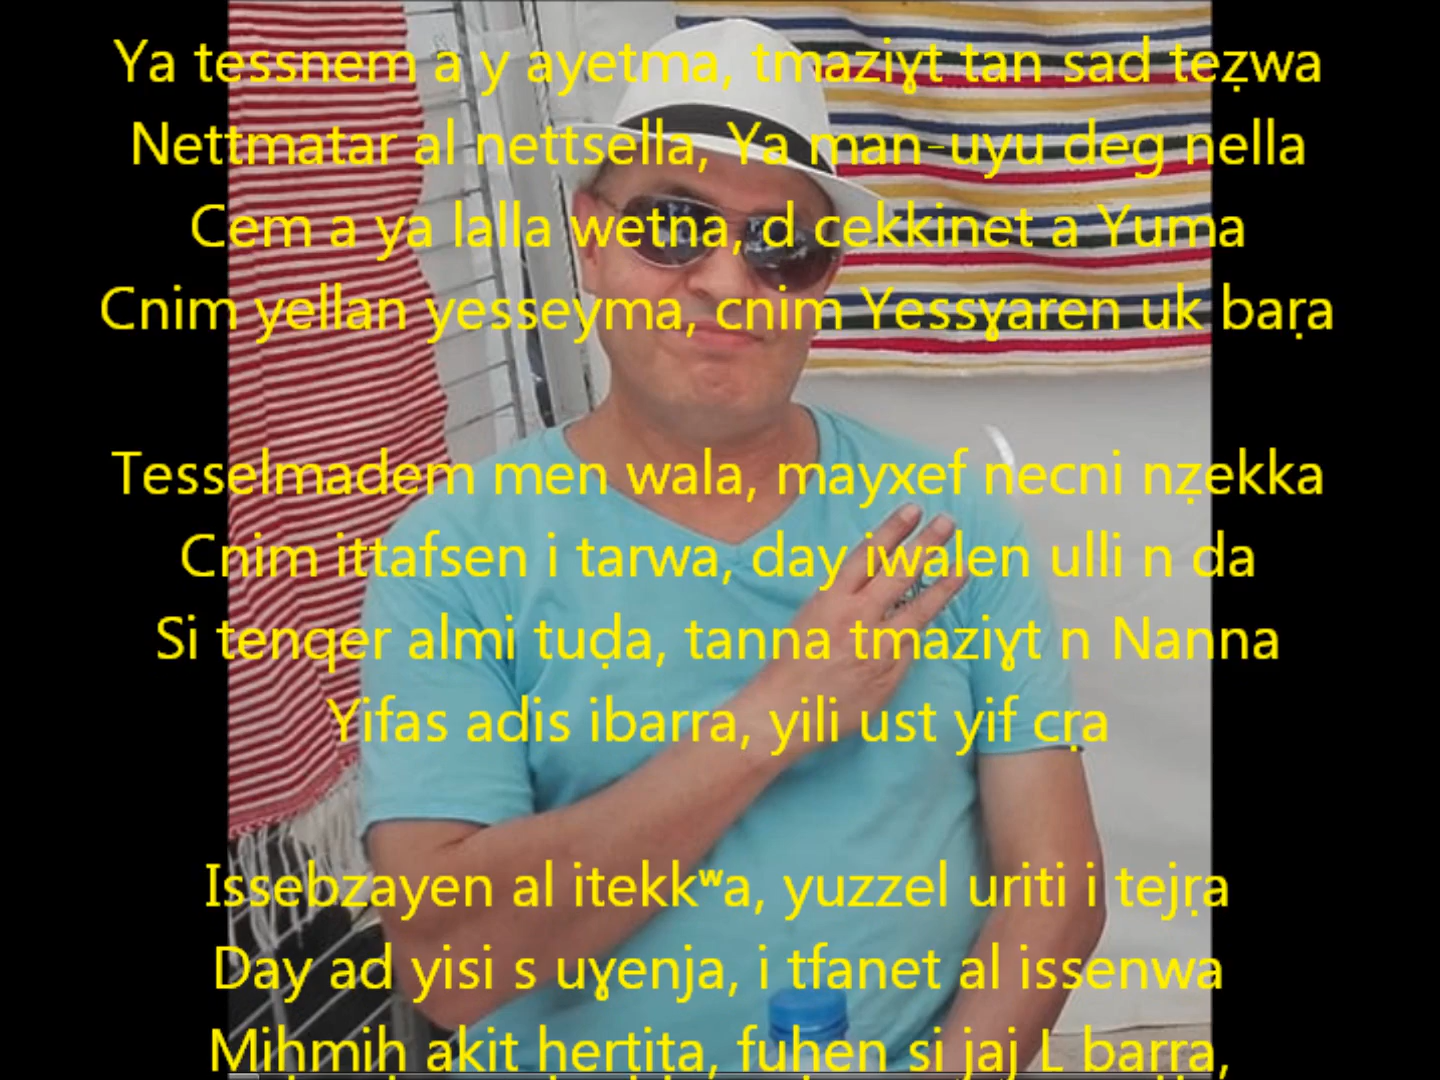 Ya tessnem a y ayetma, tmaziɣt tan sad teẓwa
Nettmatar al nettsella, Ya man-uyu deg nella
Cem a ya lalla wetna, d cekkinet a Yuma
Cnim yellan yesseyma, cnim Yessɣaren uk baṛa
Tesselmadem men wala, mayxef necni nẓekka
Cnim ittafsen i tarwa, day iwalen ulli n da
Si tenqer almi tuḍa, tanna tmaziɣt n Nanna
Yifas adis ibarra, yili ust yif cṛa
Issebzayen al itekkʷa, yuzzel uriti i tejṛa
Day ad yisi s uɣenja, i tfanet al issenwa
Mihmih akit herṭita, fuhen si jaj L barra,